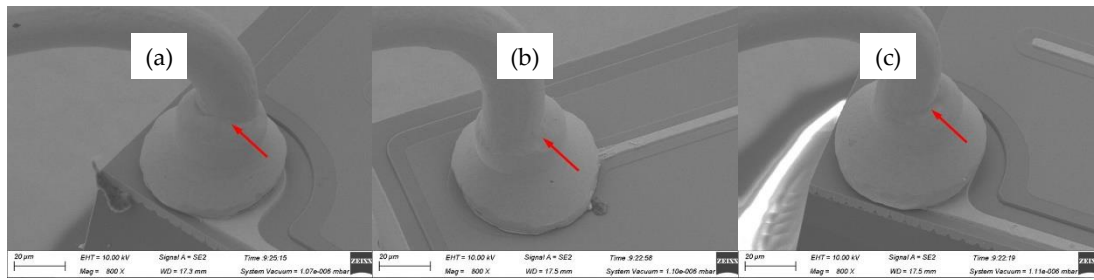 (a)
20 µm
EHT = 10.00 kV Signal A = SE2 Time :9:25:15
Mag = 800 X WD = 17.3 mm System Vacuum = 1.07e-006 mbar
ZEISS
(b)
20 µm
EHT = 10.00 kV Signal A = SE2 Time :9:22:58
Mag = 800 X WD = 17.5 mm System Vacuum = 1.10e-006 mbar
ZEISS
(c)
20 µm
EHT = 10.00 kV Signal A = SE2 Time :9:22:19
Mag = 800 X WD = 17.5 mm System Vacuum = 1.11e-006 mbar
ZEISS